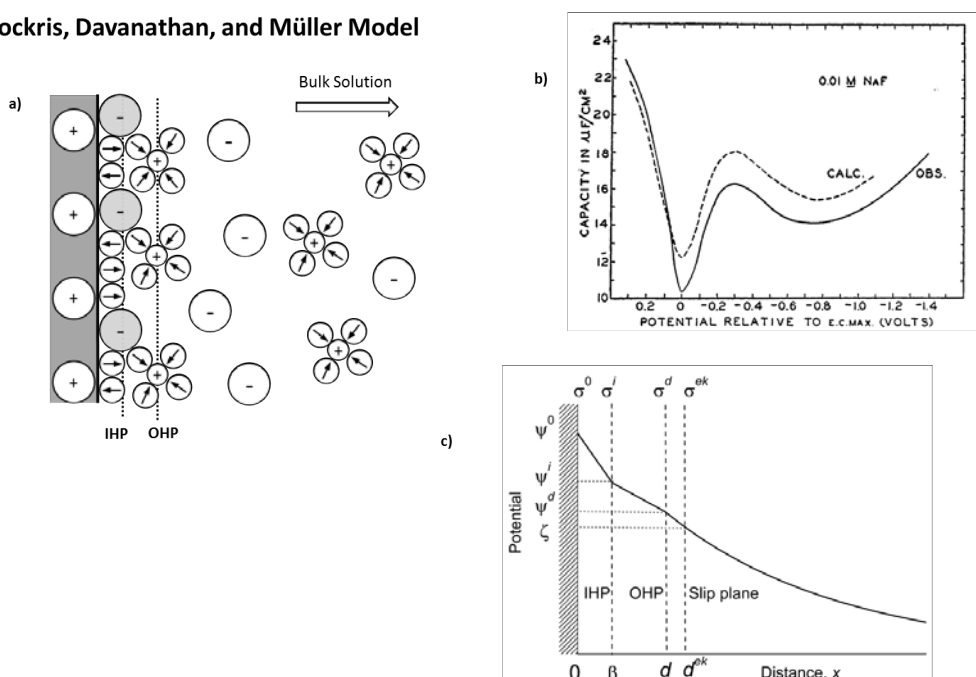 ockris, Davanathan, and Müller Model
a)
Bulk Solution
+ + + +
- - -
+ + +
- - - - -
+ + +
IHP OHP
b)
CAPACITY IN μF/CM²
24
22
20
18
16
14
12
10
0.01 M NaF
CALC. OBS.
0.2 0 -0.2 -0.4 -0.6 -0.8 -1.0 -1.2 -1.4
POTENTIAL RELATIVE TO E.C.MAX. (VOLTS)
c)
σ⁰ σⁱ σᵈ σᵉᵏ
ψ⁰
ψⁱ
ψᵈ
ζ
Potential
IHP OHP Slip plane
0 β d dᵉᵏ Distance, x